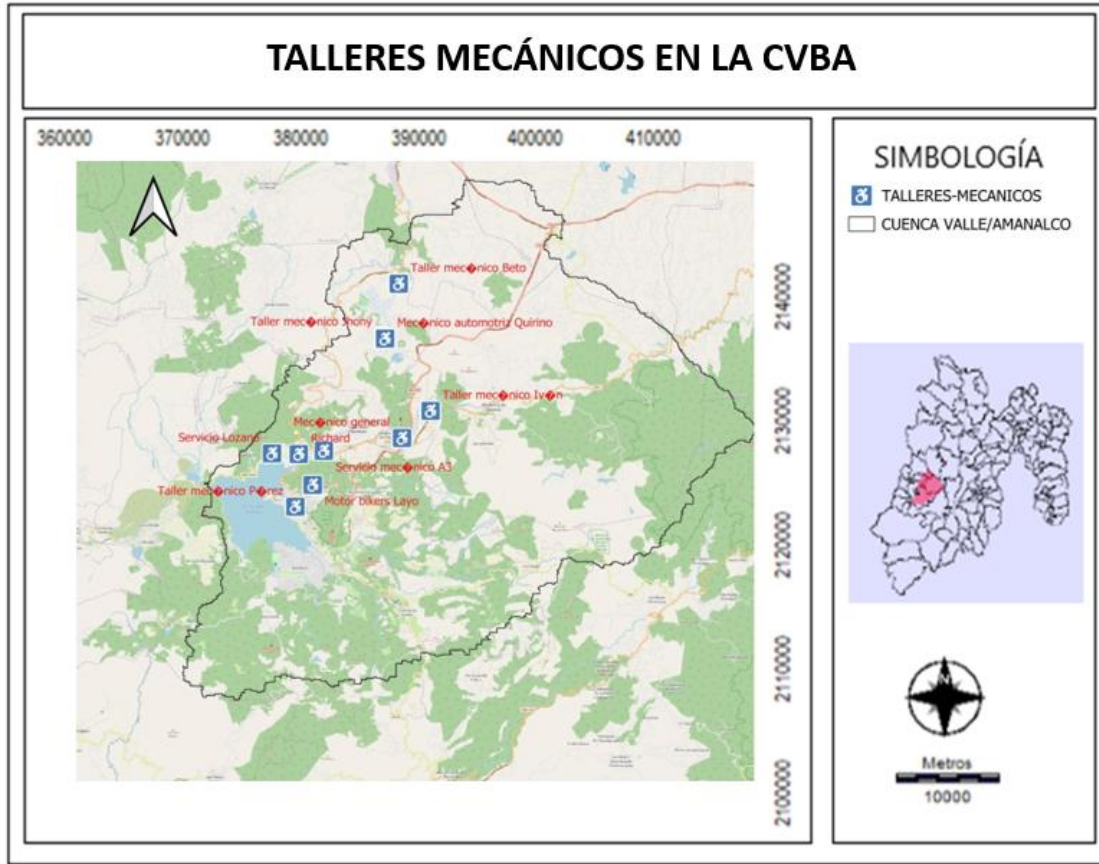 TALLERES MECÁNICOS EN LA CVBA
360000 370000 380000 390000 400000 410000
2140000
2130000
2120000
2110000
2100000
Taller mec�nico Beto
Taller mec�nico Jhony
Mec�nico automotriz Quirino
Taller mec�nico Iv�n
Mec�nico general
Servicio Lozano
Richard
Servicio mec�nico A3
Taller mec�nico P�rez
Motor bikers Layo
SIMBOLOGÍA
TALLERES-MECANICOS
CUENCA VALLE/AMANALCO
N
Metros
10000